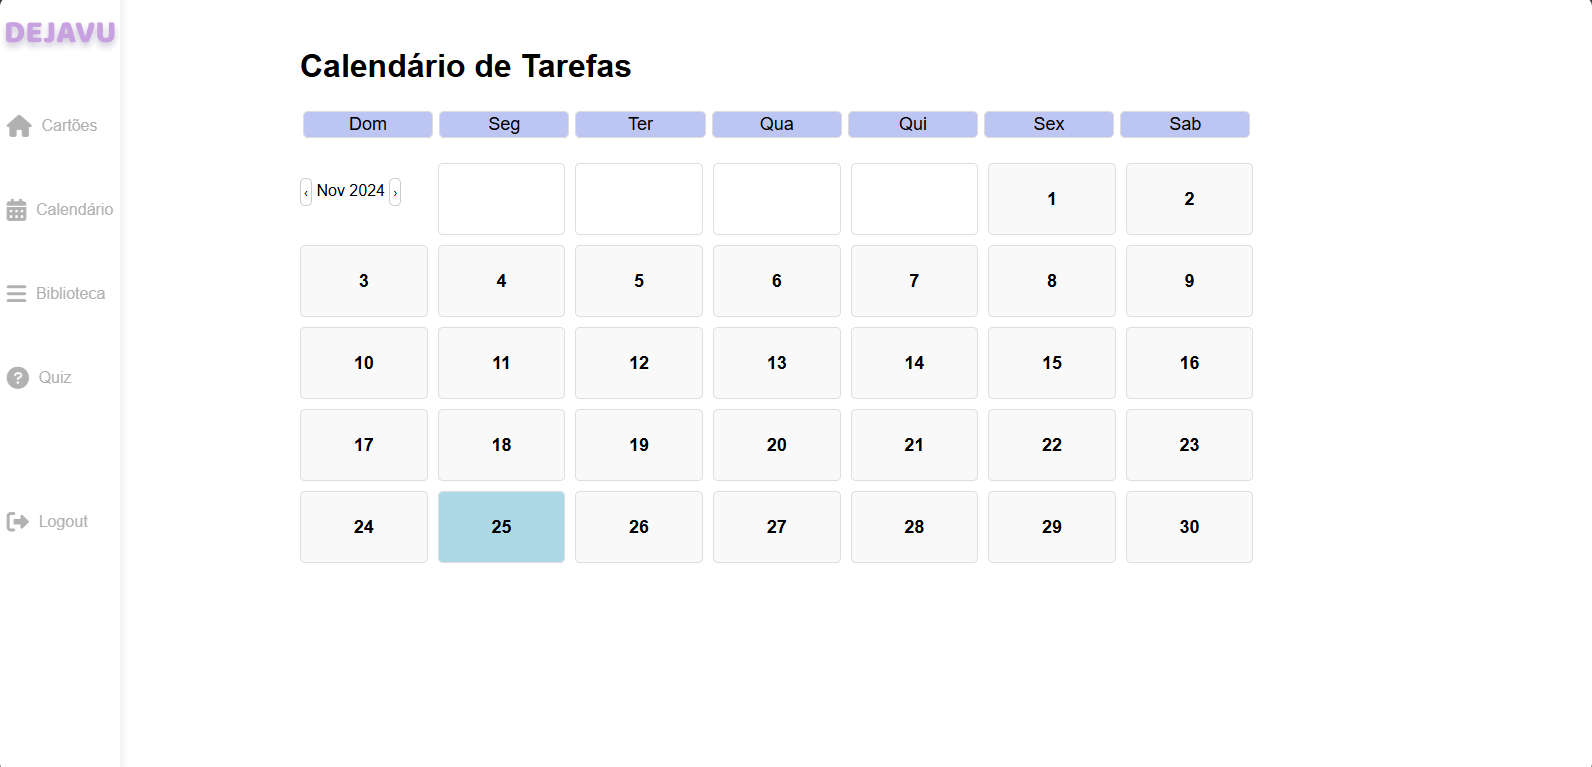 DEJAVU
Cartões
Calendário
Biblioteca
Quiz
Logout
Calendário de Tarefas
Dom Seg Ter Qua Qui Sex Sab
‹ Nov 2024 › 1 2
3 4 5 6 7 8 9
10 11 12 13 14 15 16
17 18 19 20 21 22 23
24 25 26 27 28 29 30